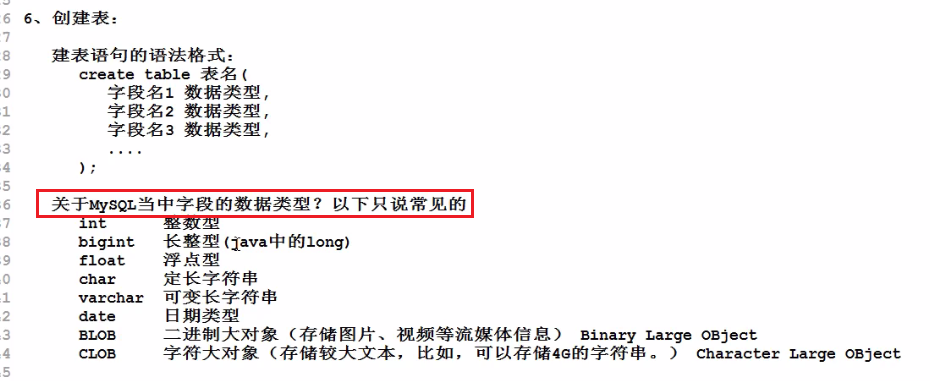 6、创建表:
建表语句的语法格式:
create table 表名(
字段名1 数据类型,
字段名2 数据类型,
字段名3 数据类型,
....
);
关于MySQL当中字段的数据类型？以下只说常见的
int 整数型
bigint 长整型(java中的long)
float 浮点型
char 定长字符串
varchar 可变长字符串
date 日期类型
BLOB 二进制大对象（存储图片、视频等流媒体信息） Binary Large OBject
CLOB 字符大对象（存储较大文本，比如，可以存储4G的字符串。） Character Large OBject